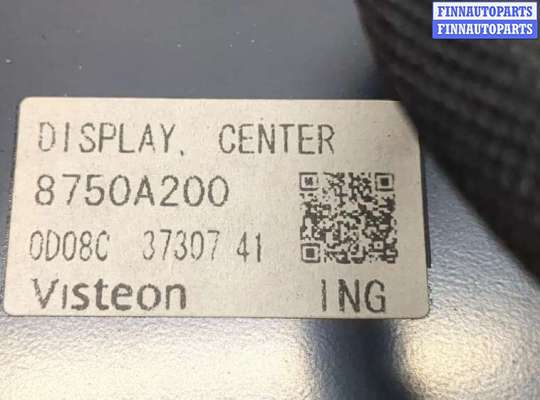 FINNAUTOPARTS
FINNAUTOPARTS
DISPLAY, CENTER
8750A200
0D08C 37307 41
Visteon ING